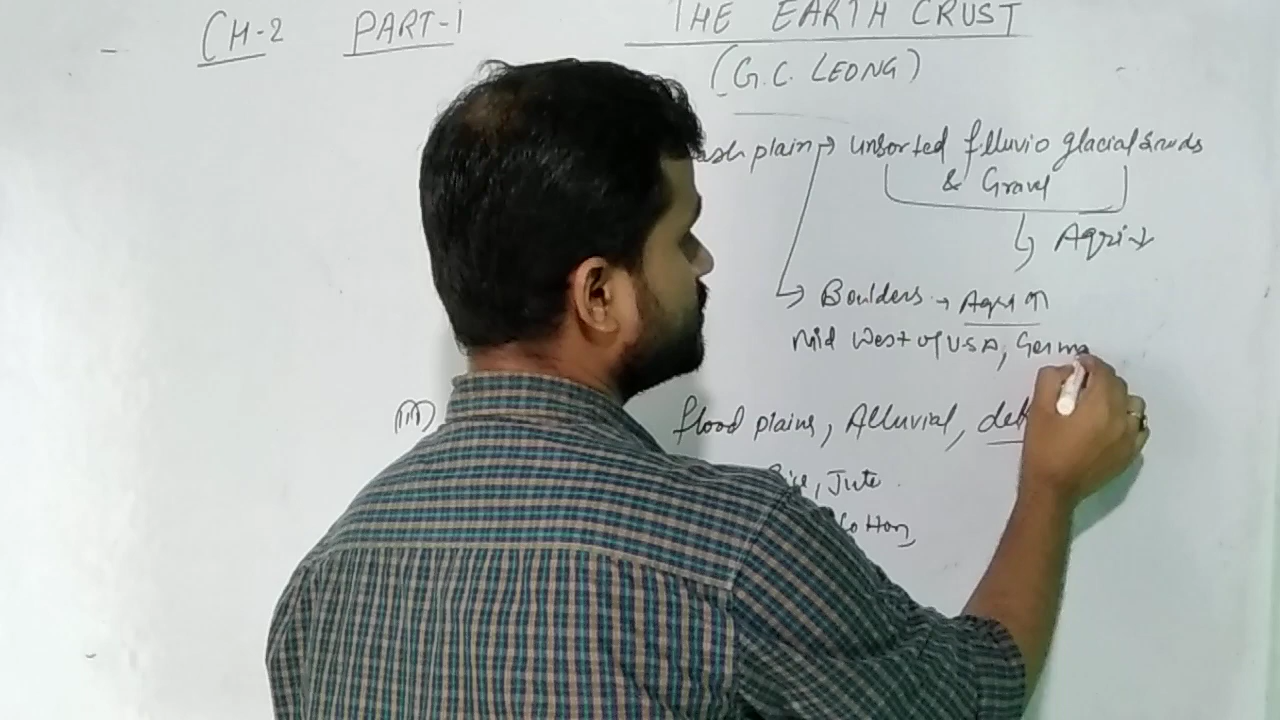 CH-2 PART-1 THE EARTH CRUST
(G.C. LEONG)
ash plain → unsorted flluvio glacial sands
& Gravel
↳ Agri ↓
↳ Boulders → Agri ↑
Mid West of USA, Germa
(III) flood plains, Alluvial, del
Rice, Jute
Cotton,